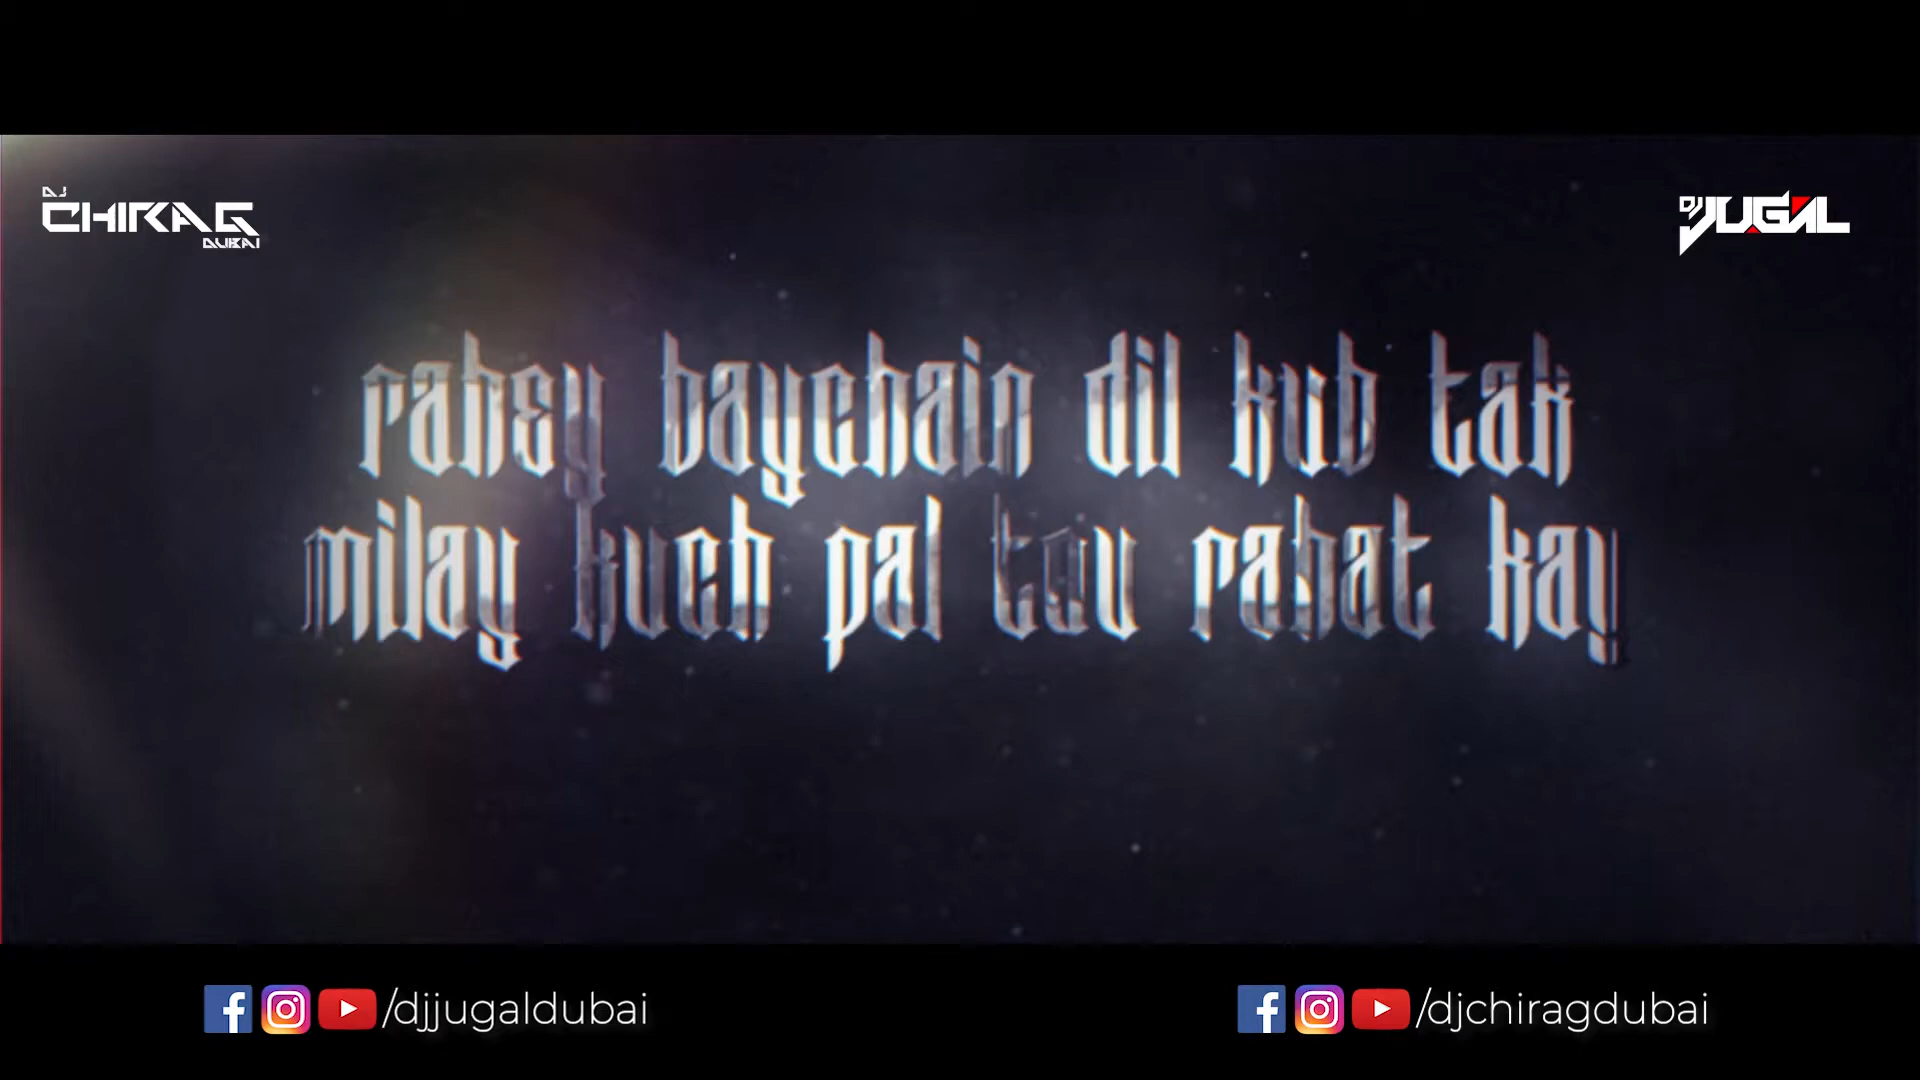 DJ
CHIRAG
DUBAI
DJ JUGAL
rahey baychain dil kub tak
milay kuch pal tou rahat kay
/djjugaldubai
/djchiragdubai